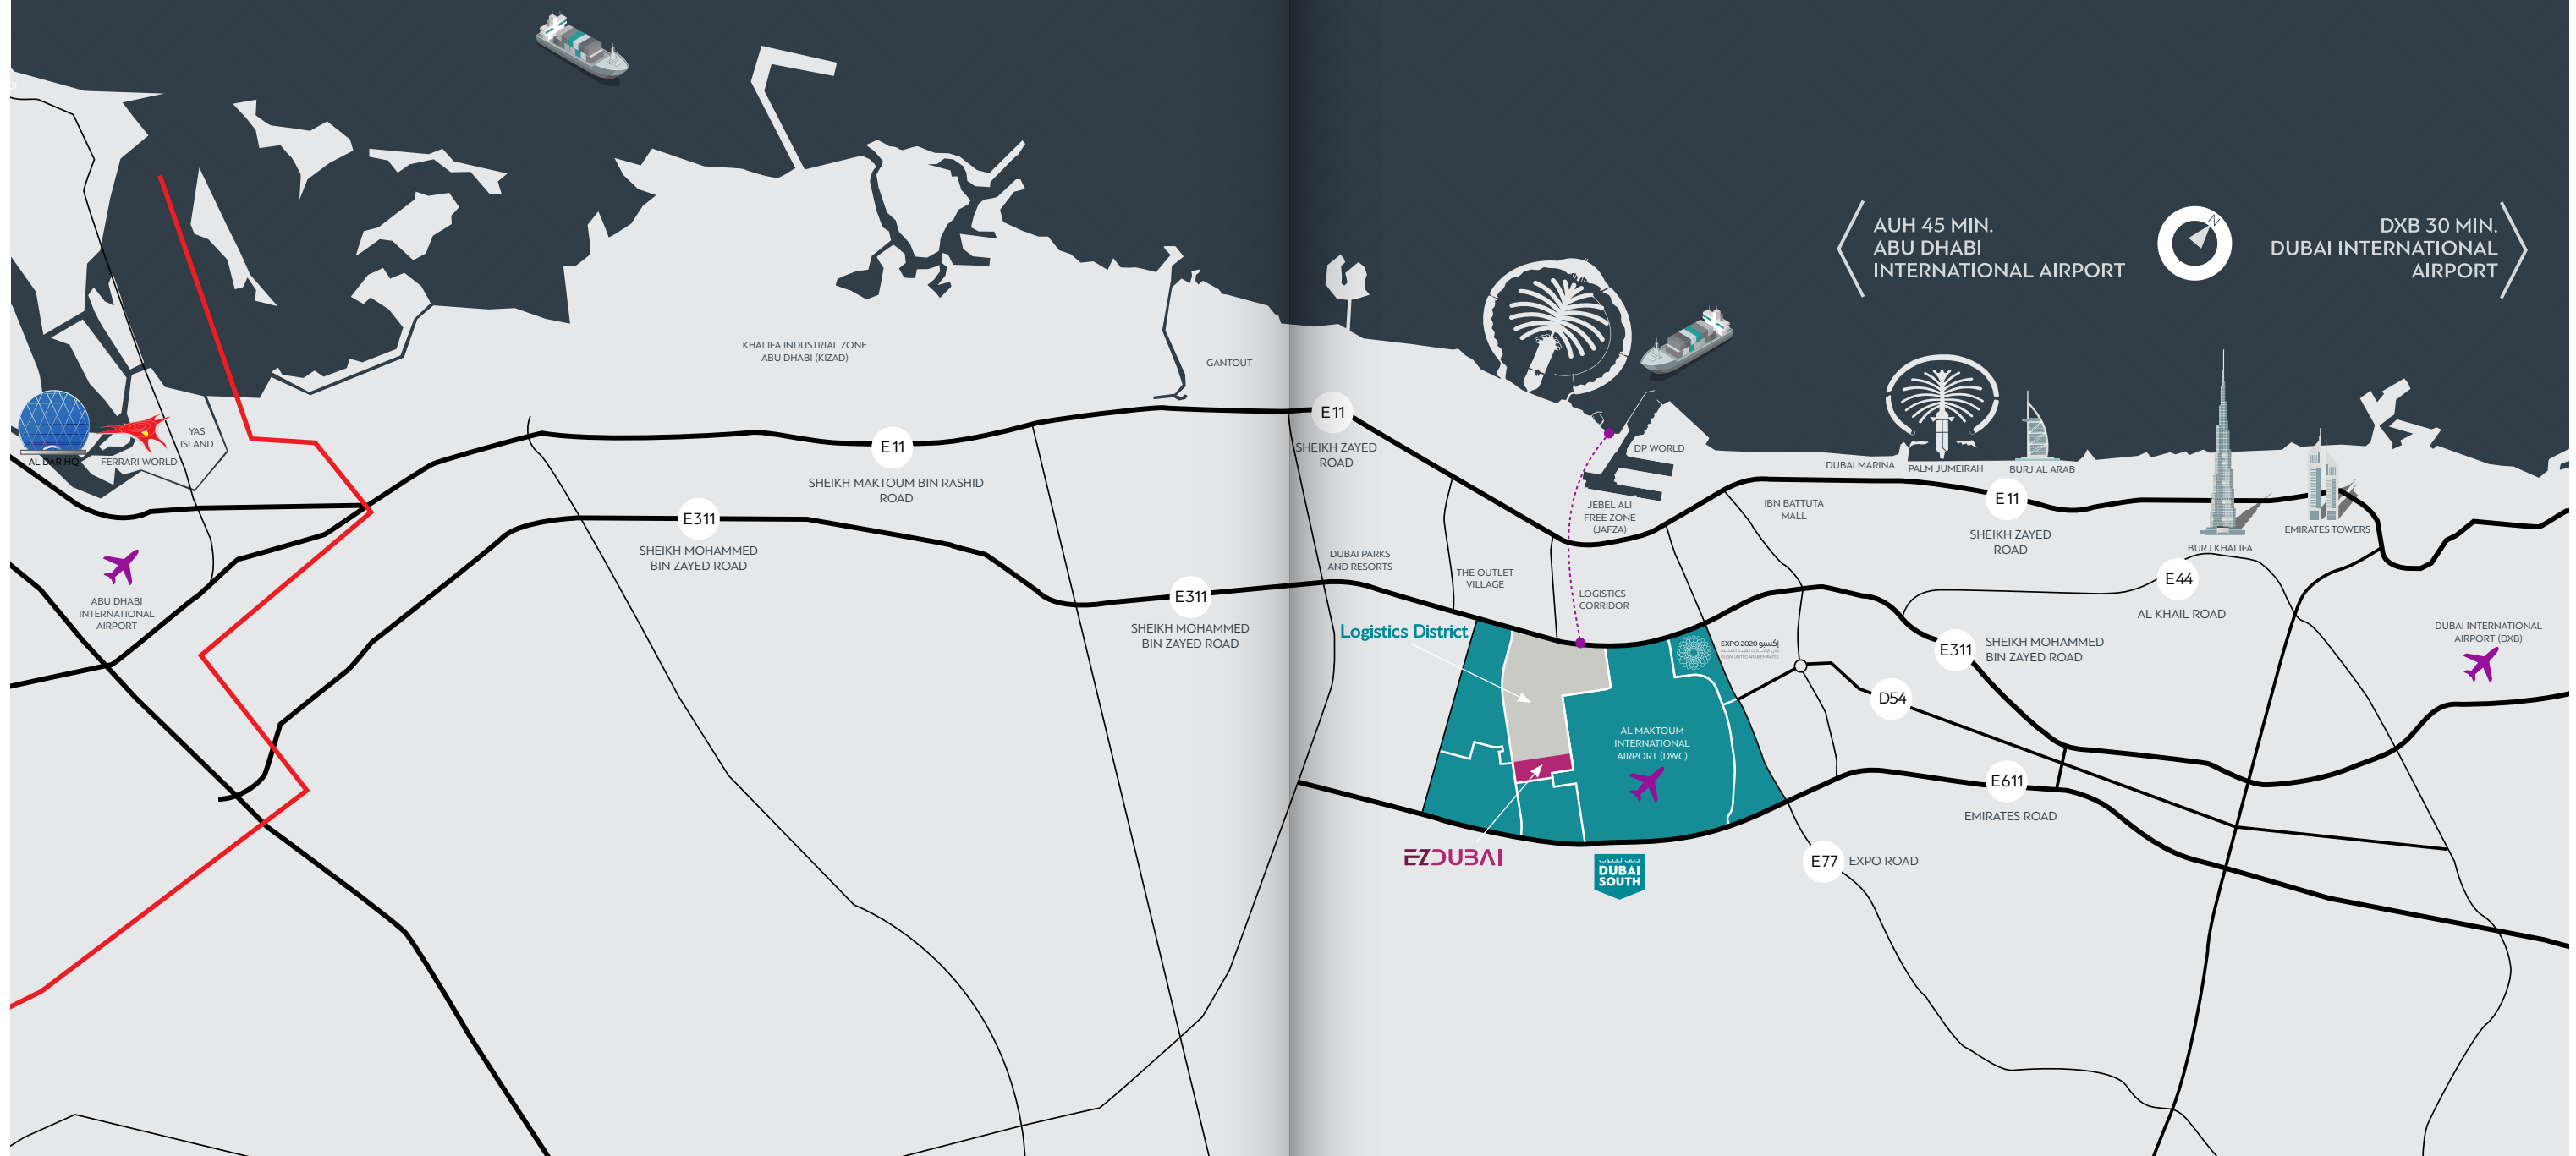 AUH 45 MIN.
ABU DHABI
INTERNATIONAL AIRPORT
N
DXB 30 MIN.
DUBAI INTERNATIONAL
AIRPORT
KHALIFA INDUSTRIAL ZONE
ABU DHABI (KIZAD)
GANTOUT
YAS
ISLAND
AL DAR HQ
FERRARI WORLD
E11
SHEIKH MAKTOUM BIN RASHID
ROAD
E11
SHEIKH ZAYED
ROAD
DP WORLD
DUBAI MARINA
PALM JUMEIRAH
BURJ AL ARAB
E11
SHEIKH ZAYED
ROAD
IBN BATTUTA
MALL
JEBEL ALI
FREE ZONE
(JAFZA)
BURJ KHALIFA
EMIRATES TOWERS
E311
SHEIKH MOHAMMED
BIN ZAYED ROAD
ABU DHABI
INTERNATIONAL
AIRPORT
E311
SHEIKH MOHAMMED
BIN ZAYED ROAD
DUBAI PARKS
AND RESORTS
THE OUTLET
VILLAGE
LOGISTICS
CORRIDOR
E44
AL KHAIL ROAD
Logistics District
EXPO 2020 إكسبو
E311
SHEIKH MOHAMMED
BIN ZAYED ROAD
DUBAI INTERNATIONAL
AIRPORT (DXB)
D54
AL MAKTOUM
INTERNATIONAL
AIRPORT (DWC)
E611
EMIRATES ROAD
EZDUBAI
دبي الجنوب
DUBAI
SOUTH
E77
EXPO ROAD